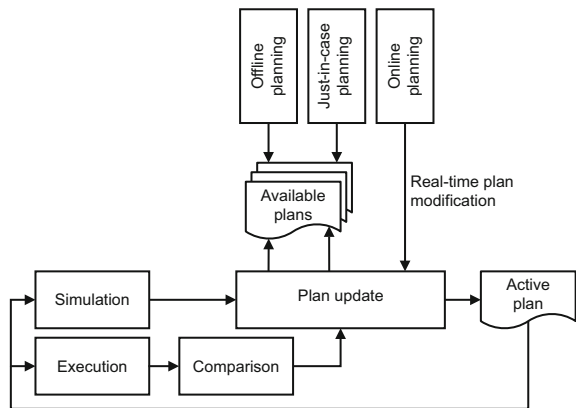 Offline
planning
Just-in-case
planning
Online
planning
Real-time plan
modification
Available
plans
Simulation
Plan update
Active
plan
Execution
Comparison